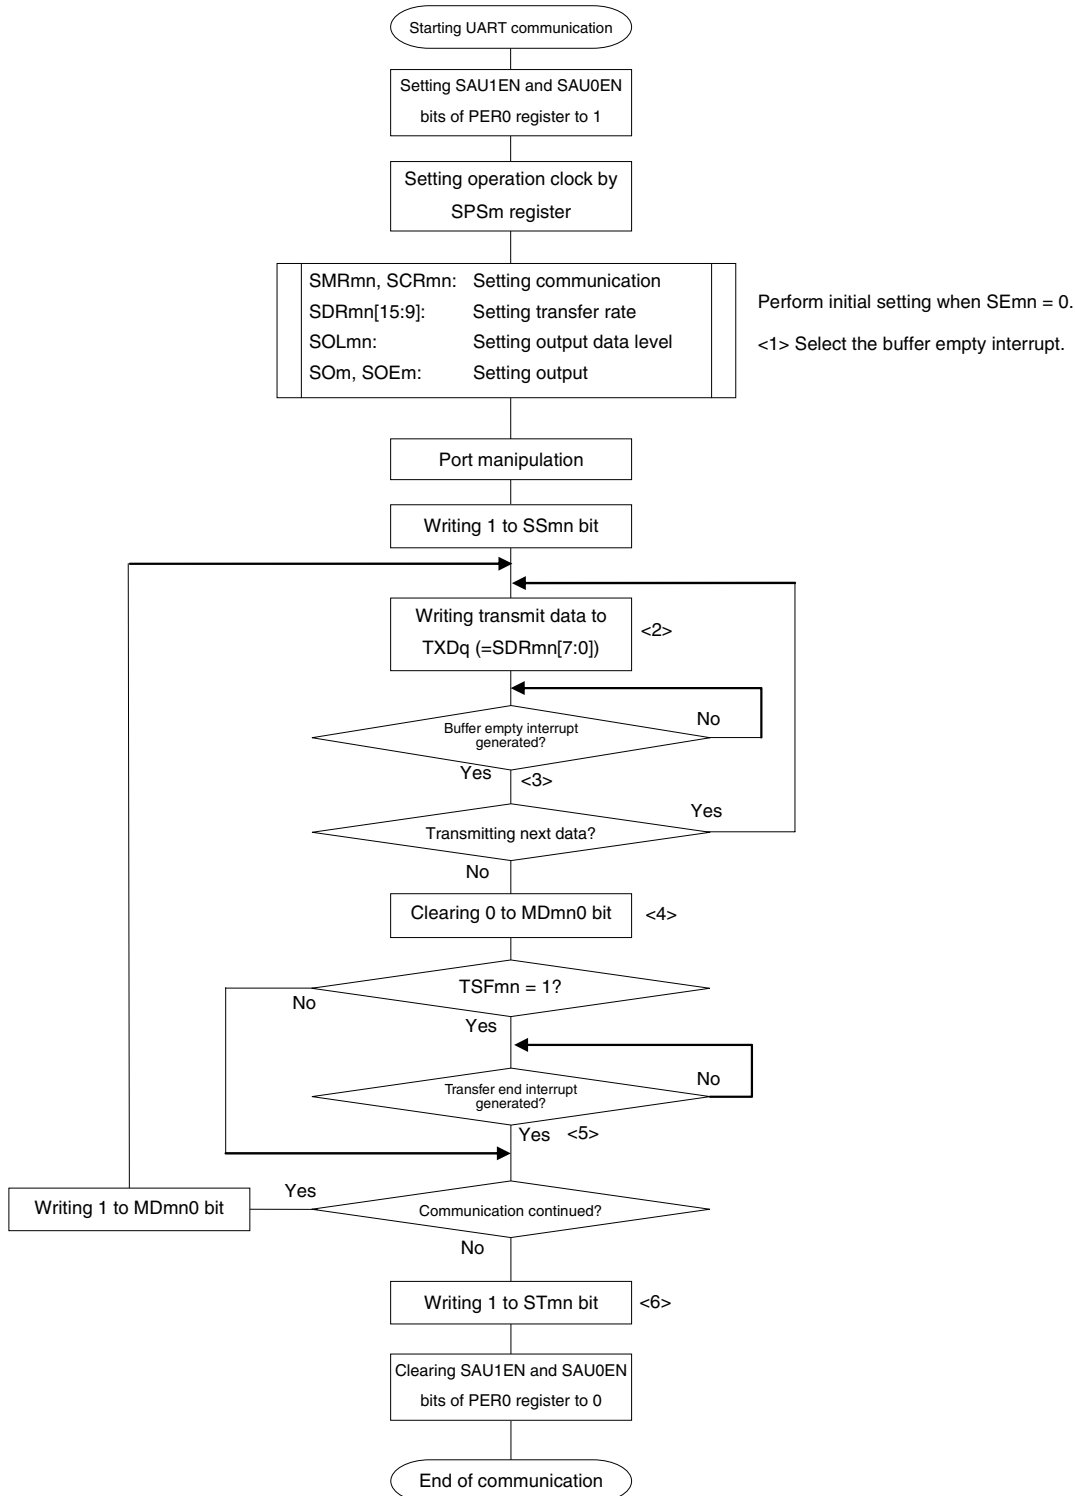 Starting UART communication
Setting SAU1EN and SAU0EN
bits of PER0 register to 1
Setting operation clock by
SPSm register
SMRmn, SCRmn: Setting communication
SDRmn[15:9]: Setting transfer rate
SOLmn: Setting output data level
SOm, SOEm: Setting output
Perform initial setting when SEmn = 0.
<1> Select the buffer empty interrupt.
Port manipulation
Writing 1 to SSmn bit
Writing transmit data to
TXDq (=SDRmn[7:0])
<2>
Buffer empty interrupt
generated?
No
Yes
<3>
Transmitting next data?
Yes
No
Clearing 0 to MDmn0 bit
<4>
TSFmn = 1?
No
Yes
Transfer end interrupt
generated?
No
Yes
<5>
Writing 1 to MDmn0 bit
Yes
Communication continued?
No
Writing 1 to STmn bit
<6>
Clearing SAU1EN and SAU0EN
bits of PER0 register to 0
End of communication